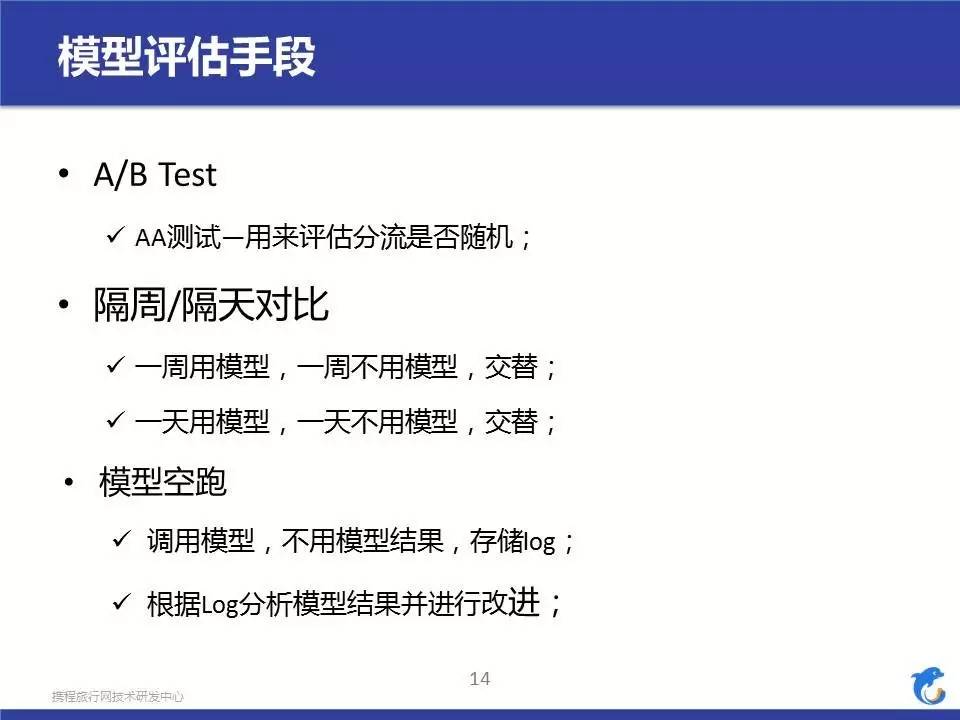 模型评估手段
• A/B Test
✓ AA测试—用来评估分流是否随机；
• 隔周/隔天对比
✓ 一周用模型，一周不用模型，交替；
✓ 一天用模型，一天不用模型，交替；
• 模型空跑
✓ 调用模型，不用模型结果，存储log；
✓ 根据Log分析模型结果并进行改进；
14
携程旅行网技术研发中心